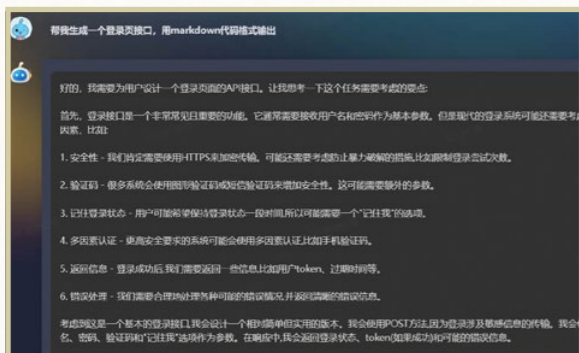 帮我生成一个登录页接口，用markdown代码格式输出
好的，我需要为用户设计一个登录页面的API接口。让我思考一下这个任务需要考虑的要点:
首先，登录接口是一个非常常见且重要的功能。它通常需要接收用户名和密码作为基本参数。但是现代的登录系统可能还需要考
因素，比如:
1. 安全性 - 我们肯定需要使用HTTPS来加密传输。可能还需要考虑防止暴力破解的措施,比如限制登录尝试次数。
2. 验证码 - 很多系统会使用图形验证码或短信验证码来增加安全性。这可能需要额外的参数。
3. 记住登录状态 - 用户可能希望保持登录状态一段时间,所以可能需要一个"记住我"的选项。
4. 多因素认证 - 更高安全要求的系统可能会使用多因素认证,比如手机验证码。
5. 返回信息 - 登录成功后,我们需要返回一些信息,比如用户token、过期时间等。
6. 错误处理 - 我们需要合理地处理各种可能的错误情况,并返回清晰的错误信息。
考虑到这是一个基本的登录接口,我会设计一个相对简单但实用的版本。我会使用POST方法,因为登录涉及敏感信息的传输。我会
名、密码、验证码和"记住我"选项作为参数。在响应中,我会返回登录状态、token(如果成功)和可能的错误信息。